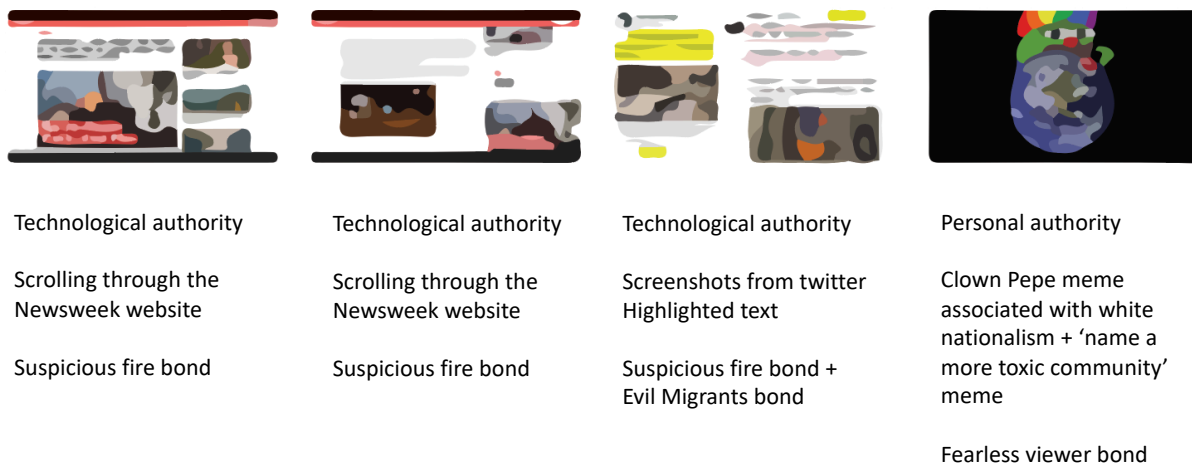 Technological authority
Scrolling through the
Newsweek website
Suspicious fire bond
Technological authority
Scrolling through the
Newsweek website
Suspicious fire bond
Technological authority
Screenshots from twitter
Highlighted text
Suspicious fire bond +
Evil Migrants bond
Personal authority
Clown Pepe meme
associated with white
nationalism + ‘name a
more toxic community’
meme
Fearless viewer bond